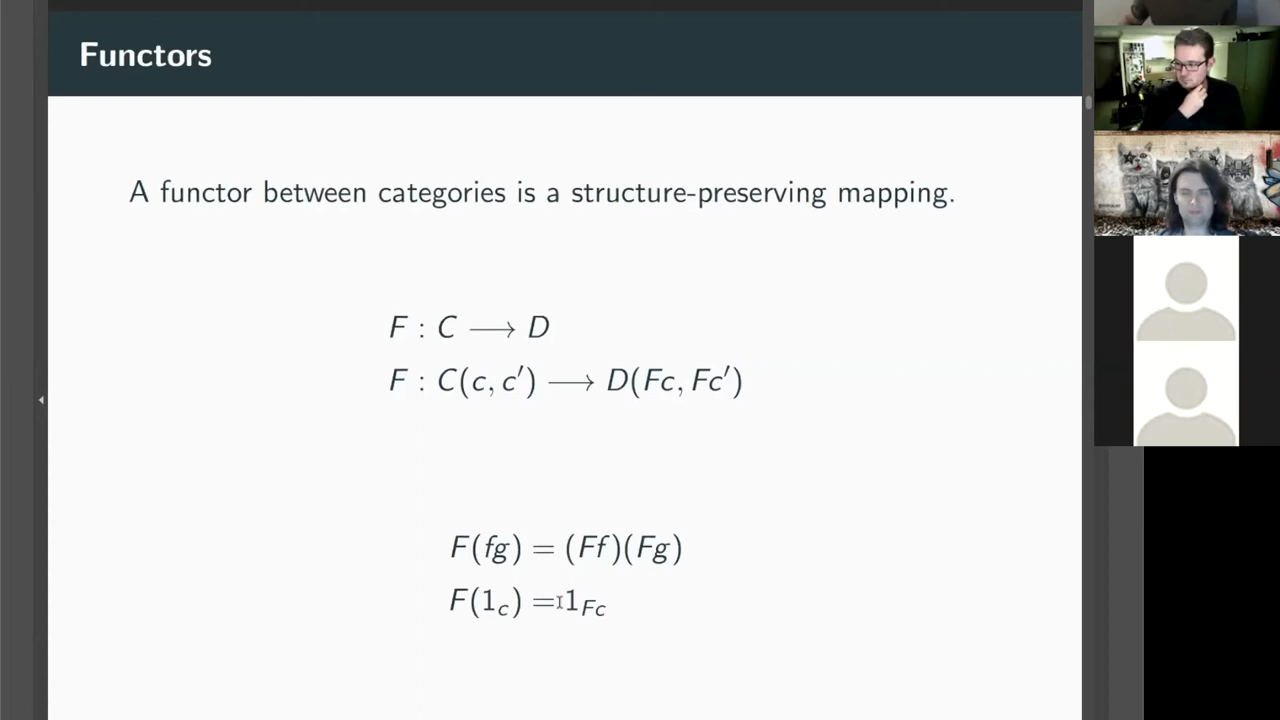 Functors
A functor between categories is a structure-preserving mapping.
F : C ⟶ D
F : C(c, c′) ⟶ D(Fc, Fc′)
F(fg) = (Ff)(Fg)
F(1_c) = 1_{Fc}